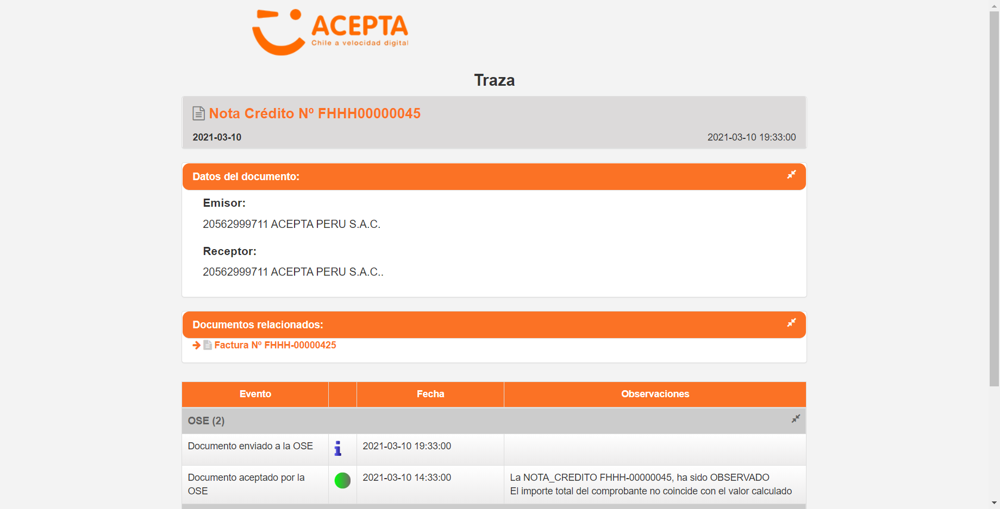 ACEPTA
Chile a velocidad digital
Traza
Nota Crédito Nº FHHH00000045
2021-03-10
2021-03-10 19:33:00
Datos del documento:
Emisor:
20562999711 ACEPTA PERU S.A.C.
Receptor:
20562999711 ACEPTA PERU S.A.C..
Documentos relacionados:
Factura Nº FHHH-00000425
Evento Fecha Observaciones
OSE (2)
Documento enviado a la OSE 2021-03-10 19:33:00
Documento aceptado por la OSE 2021-03-10 14:33:00 La NOTA_CREDITO FHHH-00000045, ha sido OBSERVADO
El importe total del comprobante no coincide con el valor calculado